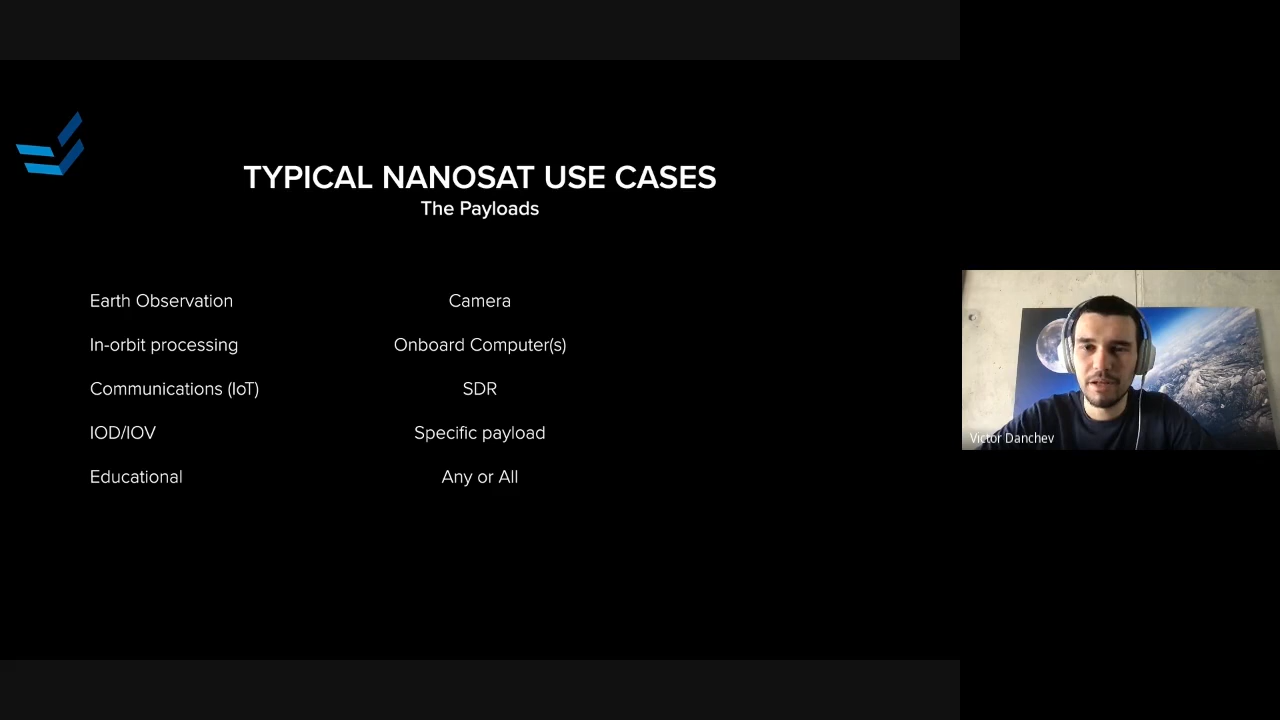 TYPICAL NANOSAT USE CASES
The Payloads
Earth Observation
Camera
In-orbit processing
Onboard Computer(s)
Communications (IoT)
SDR
IOD/IOV
Specific payload
Educational
Any or All
Victor Danchev